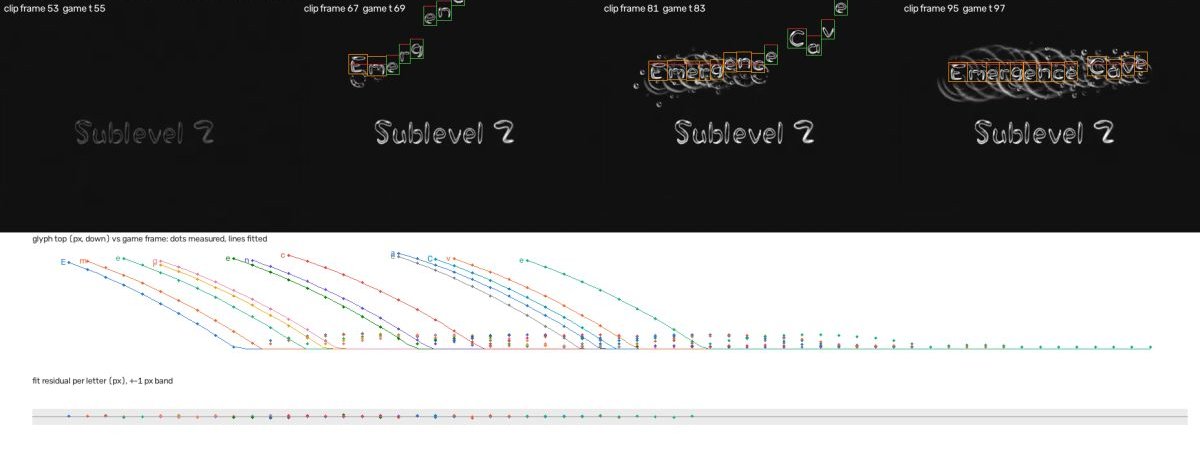 clip frame 53 game t 55
clip frame 67 game t 69
clip frame 81 game t 83
clip frame 95 game t 97
Sublevel 2
E m e r g e n
Sublevel 2
Emergence Cave
Sublevel 2
Emergence Cave
Sublevel 2
glyph top (px, down) vs game frame: dots measured, lines fitted
E m e g e n c a e C v e
fit residual per letter (px), +-1 px band